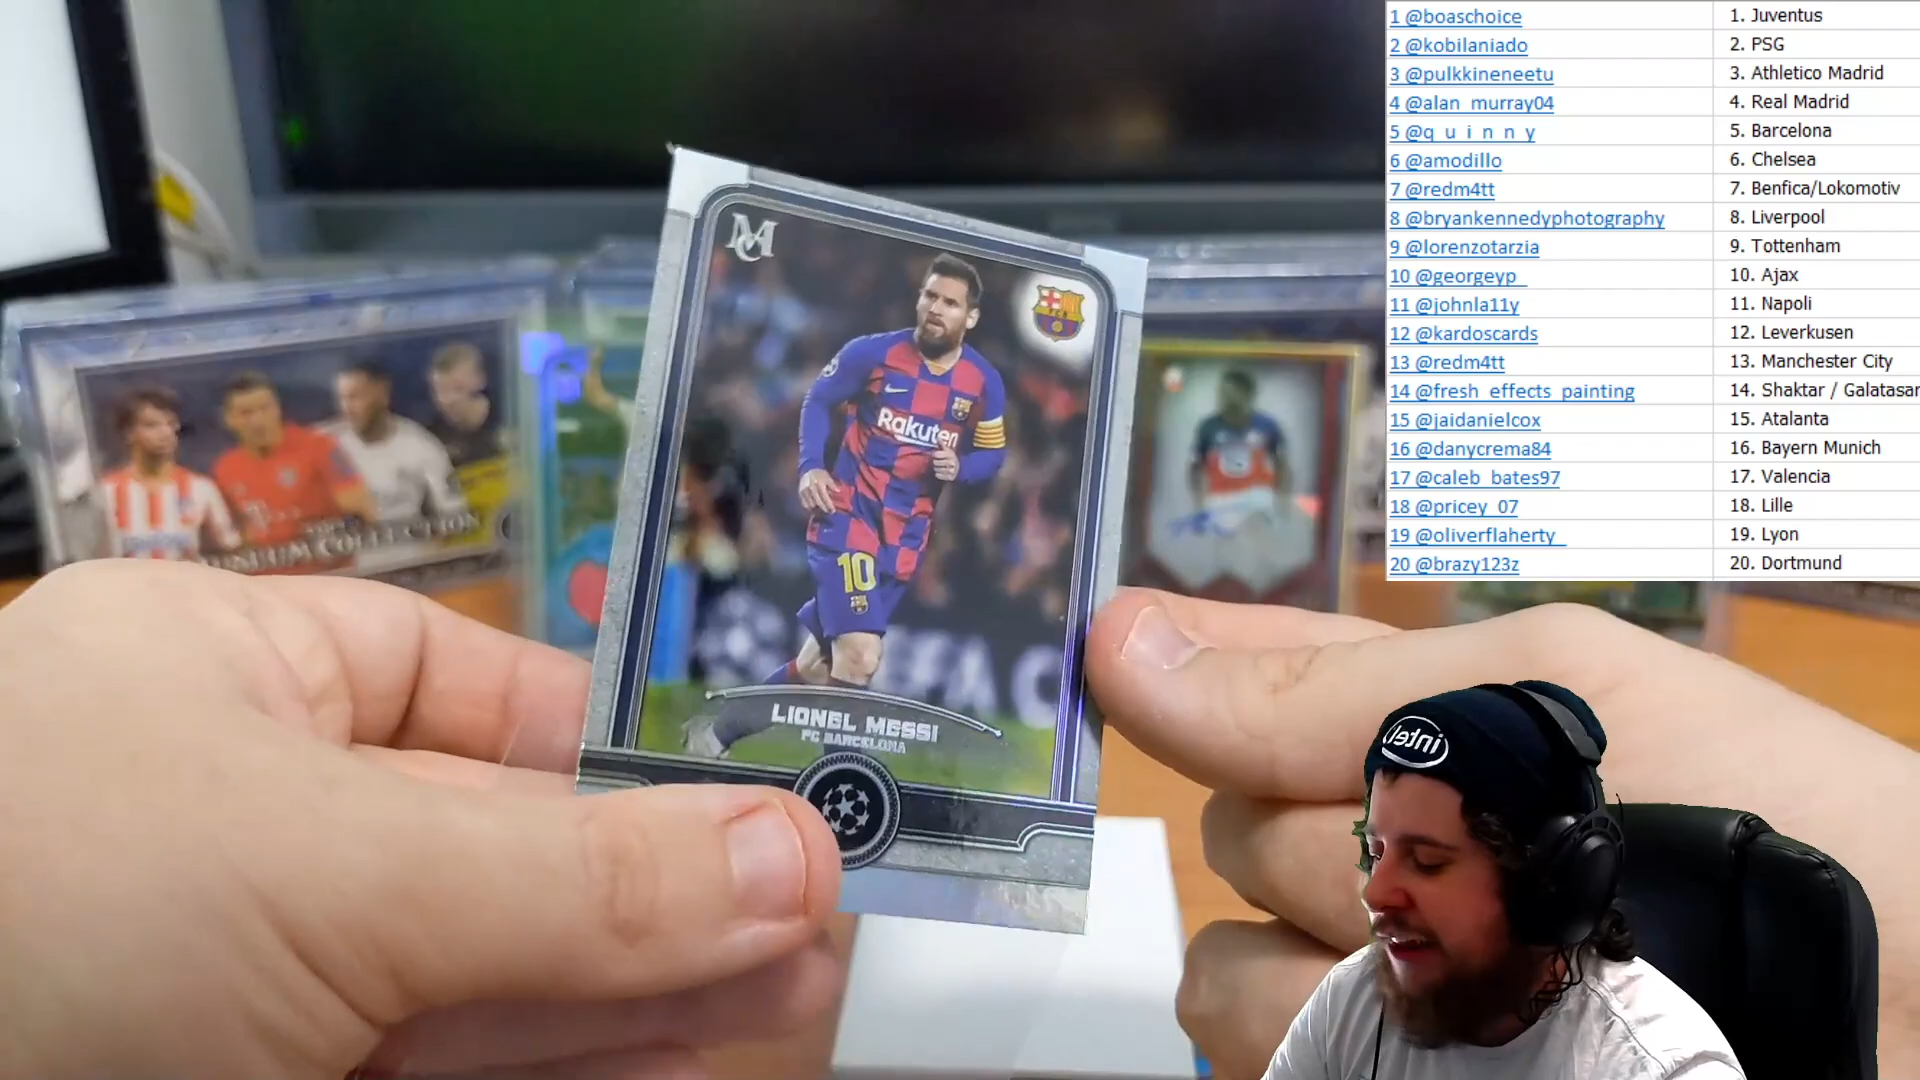 1 @boaschoice 1. Juventus
2 @kobilaniado 2. PSG
3 @pulkkineneetu 3. Athletico Madrid
4 @alan_murray04 4. Real Madrid
5 @q_u_i_n_n_y 5. Barcelona
6 @amodillo 6. Chelsea
7 @redm4tt 7. Benfica/Lokomotiv
8 @bryankennedyphotography 8. Liverpool
9 @lorenzotarzia 9. Tottenham
10 @georgeyp_ 10. Ajax
11 @johnla11y 11. Napoli
12 @kardoscards 12. Leverkusen
13 @redm4tt 13. Manchester City
14 @fresh_effects_painting 14. Shaktar / Galatasar
15 @jaidanielcox 15. Atalanta
16 @danycrema84 16. Bayern Munich
17 @caleb_bates97 17. Valencia
18 @pricey_07 18. Lille
19 @oliverflaherty_ 19. Lyon
20 @brazy123z 20. Dortmund
MC
Rakuten
10
UEFA C
LIONEL MESSI
FC BARCELONA
COLLECTION
intel